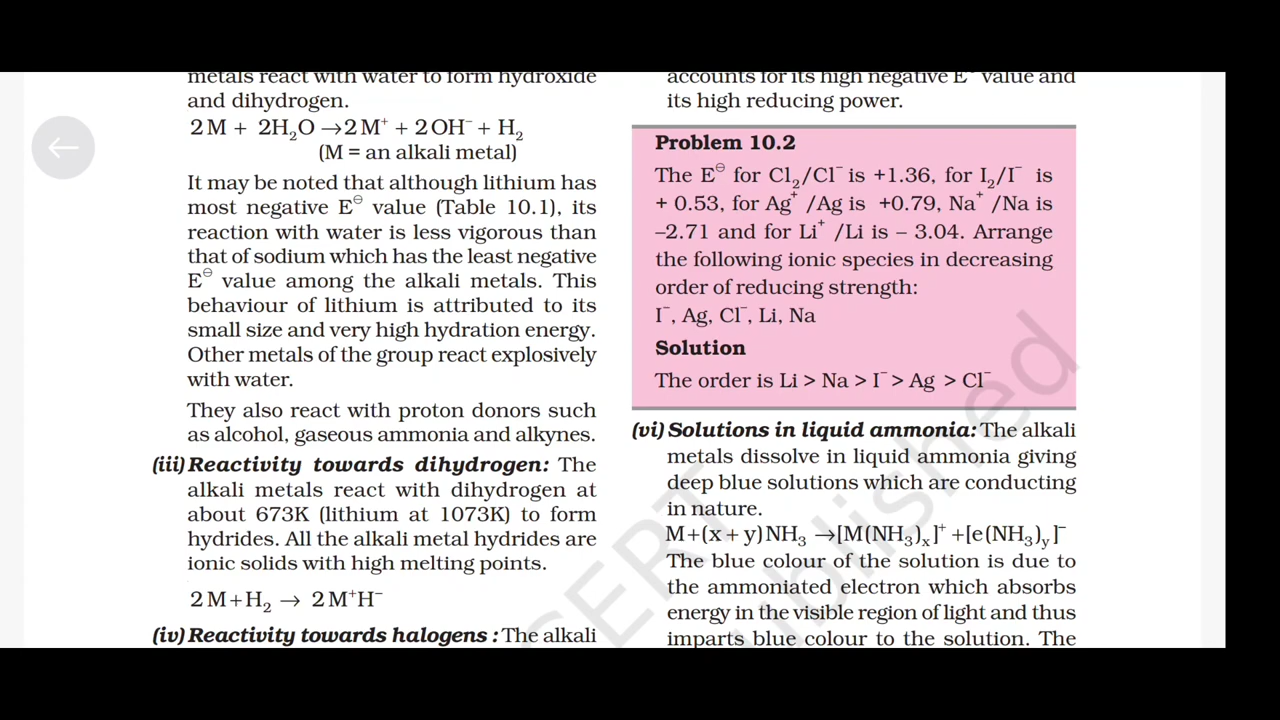 metals react with water to form hydroxide
and dihydrogen.
2M + 2H₂O →2M⁺ + 2OH⁻ + H₂
(M = an alkali metal)
It may be noted that although lithium has
most negative E⊖ value (Table 10.1), its
reaction with water is less vigorous than
that of sodium which has the least negative
E⊖ value among the alkali metals. This
behaviour of lithium is attributed to its
small size and very high hydration energy.
Other metals of the group react explosively
with water.
They also react with proton donors such
as alcohol, gaseous ammonia and alkynes.
(iii) Reactivity towards dihydrogen: The
alkali metals react with dihydrogen at
about 673K (lithium at 1073K) to form
hydrides. All the alkali metal hydrides are
ionic solids with high melting points.
2M+H₂ → 2M⁺H⁻
(iv) Reactivity towards halogens : The alkali
accounts for its high negative E⊖ value and
its high reducing power.
Problem 10.2
The E⊖ for Cl₂/Cl⁻ is +1.36, for I₂/I⁻ is
+ 0.53, for Ag⁺ /Ag is +0.79, Na⁺ /Na is
–2.71 and for Li⁺ /Li is – 3.04. Arrange
the following ionic species in decreasing
order of reducing strength:
I⁻, Ag, Cl⁻, Li, Na
Solution
The order is Li > Na > I⁻ > Ag > Cl⁻
(vi) Solutions in liquid ammonia: The alkali
metals dissolve in liquid ammonia giving
deep blue solutions which are conducting
in nature.
M+(x + y)NH₃ →[M(NH₃)ₓ]⁺ +[e(NH₃)y]⁻
The blue colour of the solution is due to
the ammoniated electron which absorbs
energy in the visible region of light and thus
imparts blue colour to the solution. The